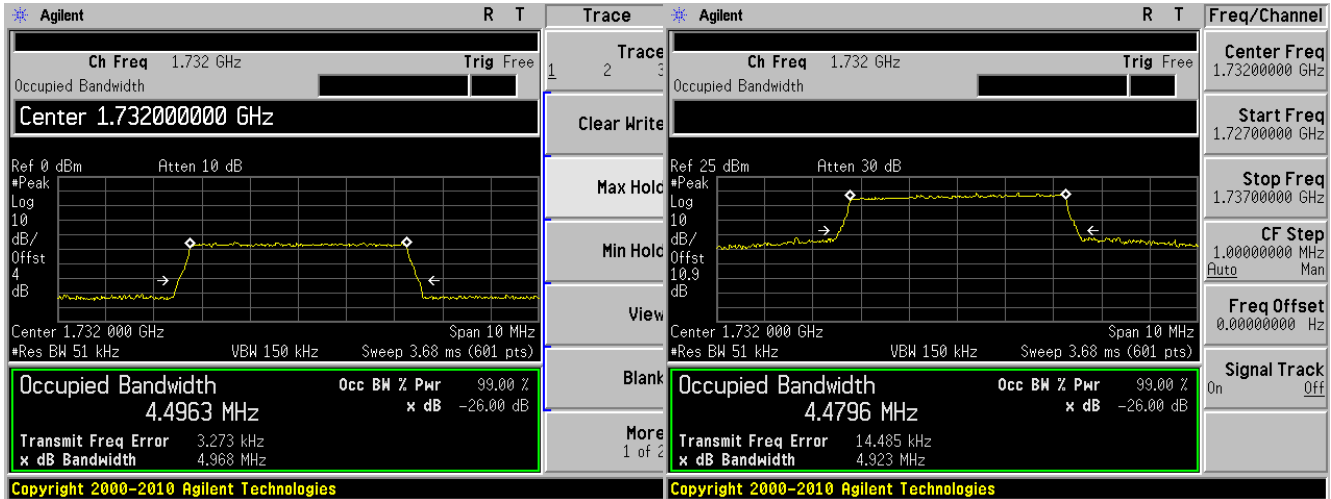 Agilent R T Trace
Ch Freq 1.732 GHz Trig Free
Occupied Bandwidth
Center 1.732000000 GHz
Ref 0 dBm Atten 10 dB
#Peak
Log
10
dB/
Offst
4
dB
Center 1.732 000 GHz Span 10 MHz
#Res BW 51 kHz VBW 150 kHz Sweep 3.68 ms (601 pts)
Occupied Bandwidth Occ BW % Pwr 99.00 %
4.4963 MHz x dB -26.00 dB
Transmit Freq Error 3.273 kHz
x dB Bandwidth 4.968 MHz
Copyright 2000-2010 Agilent Technologies
Trace
1 2 3
Clear Write
Max Hold
Min Hold
View
Blank
More
1 of 2
Agilent R T Freq/Channel
Ch Freq 1.732 GHz Trig Free
Occupied Bandwidth
Ref 25 dBm Atten 30 dB
#Peak
Log
10
dB/
Offst
10.9
dB
Center 1.732 000 GHz Span 10 MHz
#Res BW 51 kHz VBW 150 kHz Sweep 3.68 ms (601 pts)
Occupied Bandwidth Occ BW % Pwr 99.00 %
4.4796 MHz x dB -26.00 dB
Transmit Freq Error 14.485 kHz
x dB Bandwidth 4.923 MHz
Copyright 2000-2010 Agilent Technologies
Center Freq
1.73200000 GHz
Start Freq
1.72700000 GHz
Stop Freq
1.73700000 GHz
CF Step
1.00000000 MHz
Auto Man
Freq Offset
0.00000000 Hz
Signal Track
On Off